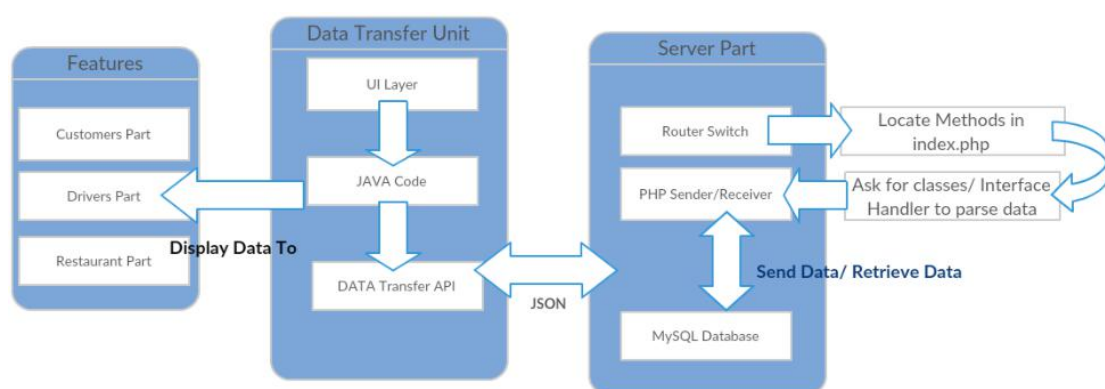 Features
Customers Part
Drivers Part
Restaurant Part
Display Data To
Data Transfer Unit
UI Layer
JAVA Code
DATA Transfer API
JSON
Server Part
Router Switch
PHP Sender/Receiver
MySQL Database
Send Data/ Retrieve Data
Locate Methods in
index.php
Ask for classes/ Interface
Handler to parse data